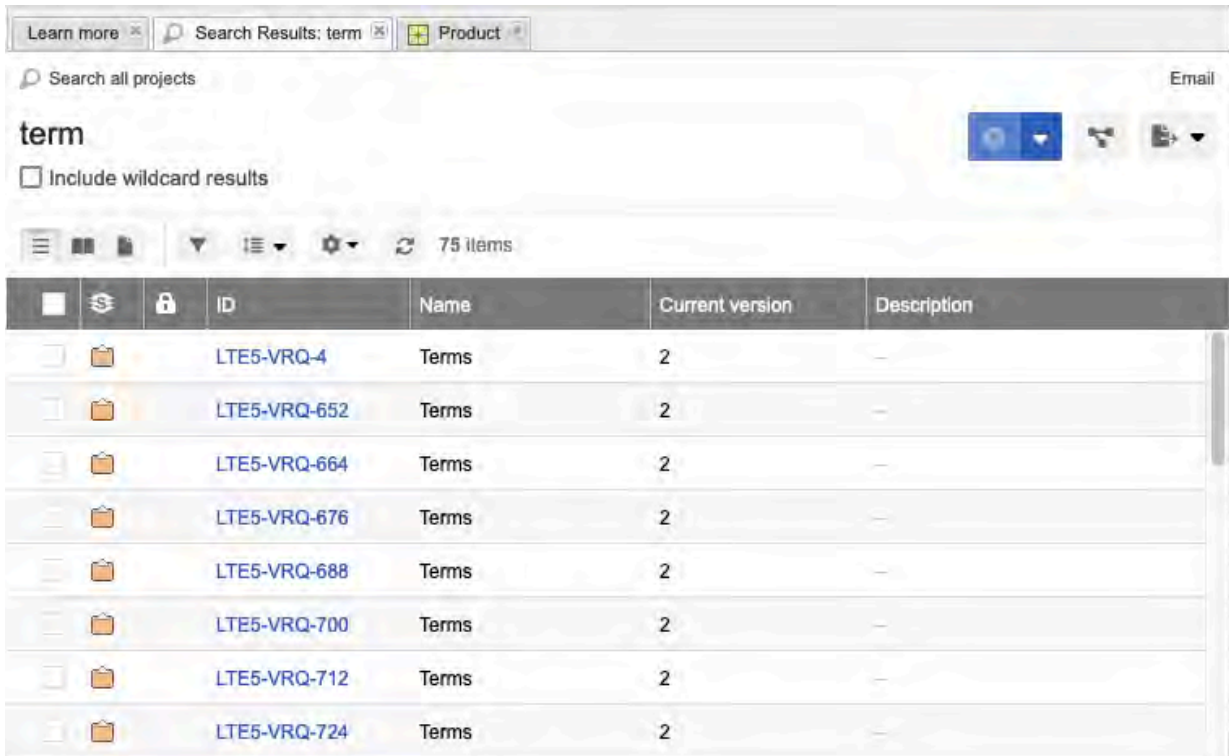 Learn more Search Results: term Product
Search all projects Email
term
Include wildcard results
75 items
ID Name Current version Description
LTE5-VRQ-4 Terms 2 –
LTE5-VRQ-652 Terms 2 –
LTE5-VRQ-664 Terms 2 –
LTE5-VRQ-676 Terms 2 –
LTE5-VRQ-688 Terms 2 –
LTE5-VRQ-700 Terms 2 –
LTE5-VRQ-712 Terms 2 –
LTE5-VRQ-724 Terms 2 –